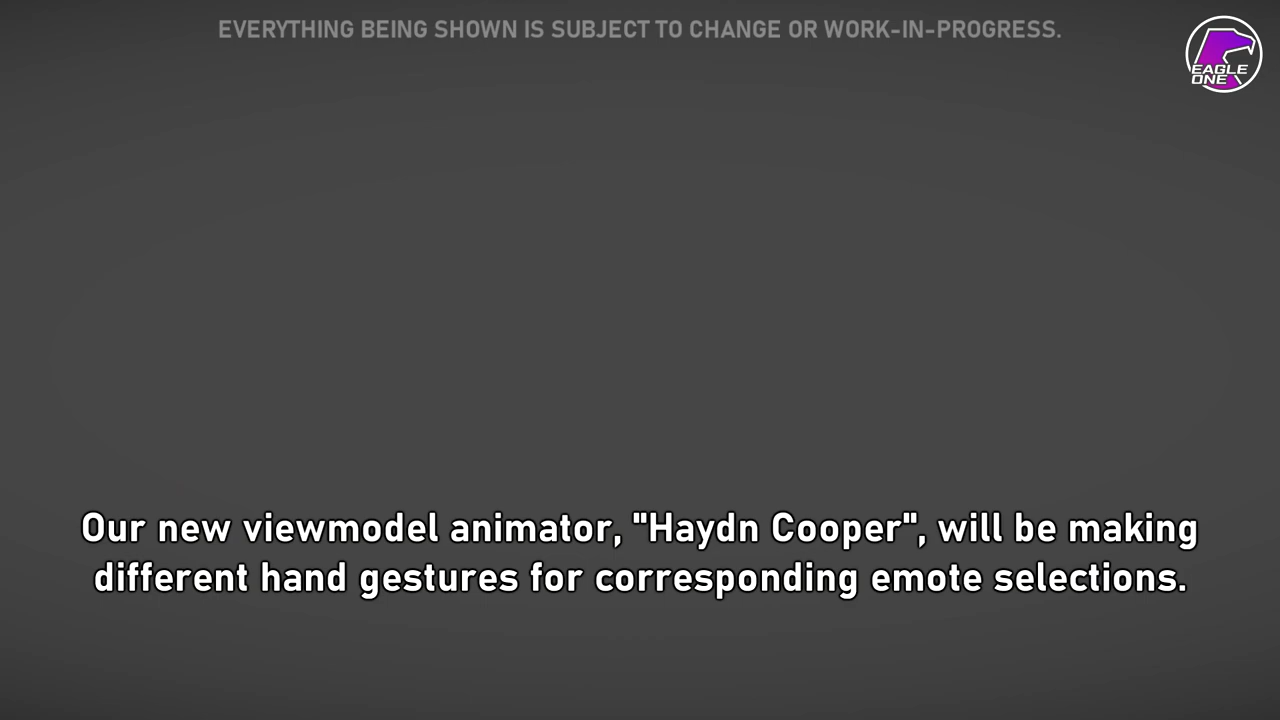 EVERYTHING BEING SHOWN IS SUBJECT TO CHANGE OR WORK-IN-PROGRESS.
EAGLE
ONE
Our new viewmodel animator, "Haydn Cooper", will be making
different hand gestures for corresponding emote selections.